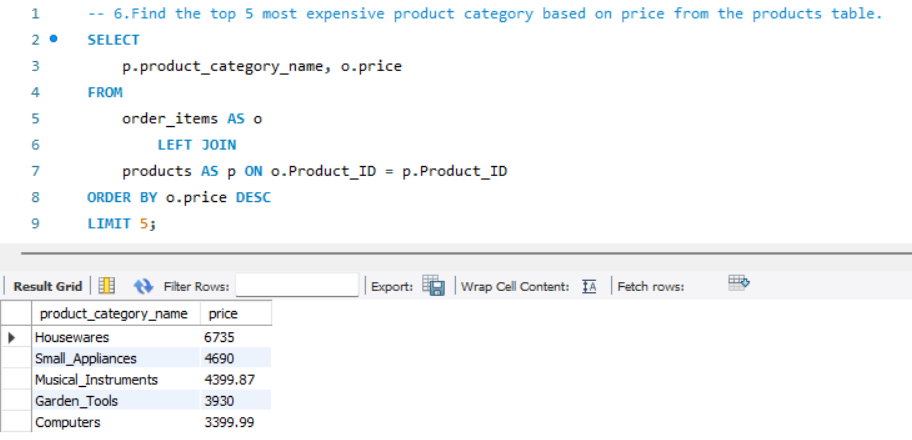 1 -- 6.Find the top 5 most expensive product category based on price from the products table.
2 SELECT
3 p.product_category_name, o.price
4 FROM
5 order_items AS o
6 LEFT JOIN
7 products AS p ON o.Product_ID = p.Product_ID
8 ORDER BY o.price DESC
9 LIMIT 5;
Result Grid Filter Rows: Export: Wrap Cell Content: IA Fetch rows:
product_category_name price
Housewares 6735
Small_Appliances 4690
Musical_Instruments 4399.87
Garden_Tools 3930
Computers 3399.99